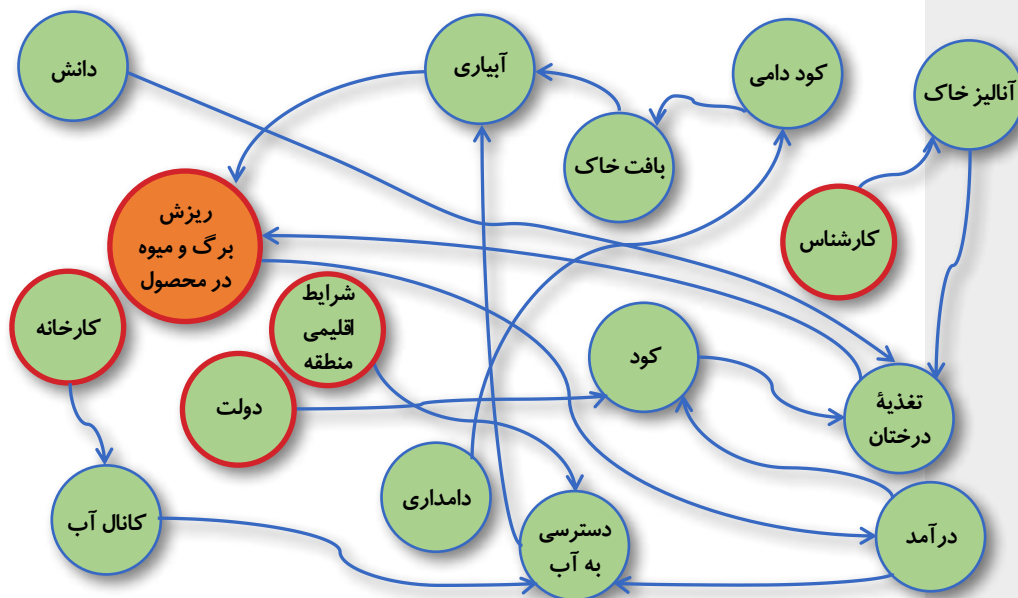 آنالیز خاک
کود دامی
آبیاری
دانش
بافت خاک
کارشناس
ریزش
برگ و میوه
در محصول
شرایط
اقلیمی
منطقه
کارخانه
کود
دولت
تغذیهٔ
درختان
دامداری
کانال آب
دسترسی
به آب
درآمد